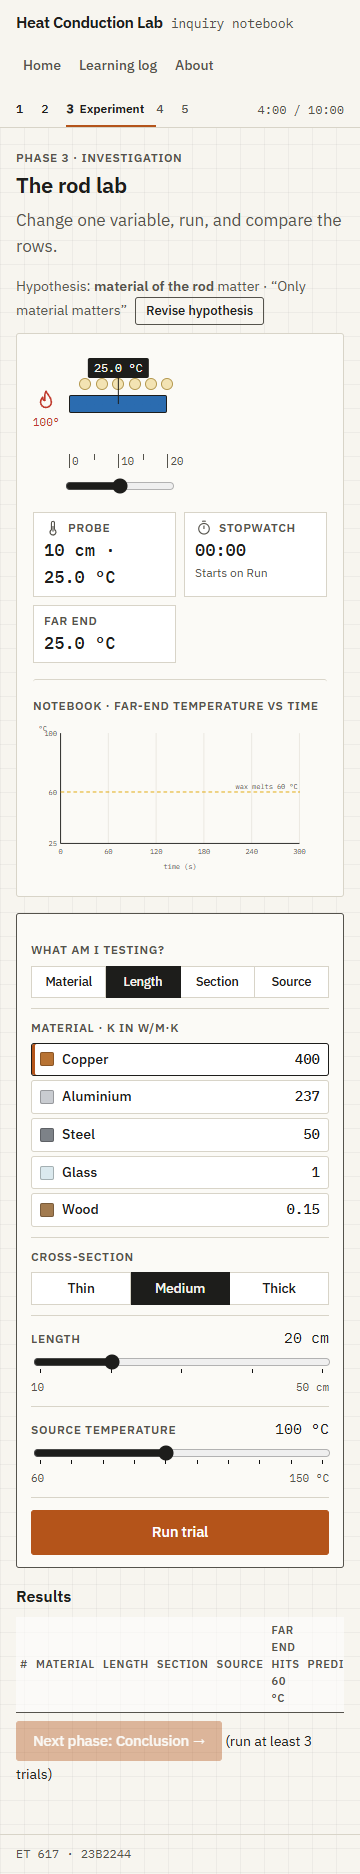 Heat Conduction Lab inquiry notebook
Home Learning log About
1 2 3 Experiment 4 5 4:00 / 10:00
PHASE 3 · INVESTIGATION
The rod lab
Change one variable, run, and compare the
rows.
Hypothesis: material of the rod matter · “Only
material matters” Revise hypothesis
25.0 °C
100°
0 10 20
PROBE
10 cm ·
25.0 °C
STOPWATCH
00:00
Starts on Run
FAR END
25.0 °C
NOTEBOOK · FAR-END TEMPERATURE VS TIME
°C
100
wax melts 60 °C
60
25
0 60 120 180 240 300
time (s)
WHAT AM I TESTING?
Material Length Section Source
MATERIAL · K IN W/M·K
Copper 400
Aluminium 237
Steel 50
Glass 1
Wood 0.15
CROSS-SECTION
Thin Medium Thick
LENGTH 20 cm
10 50 cm
SOURCE TEMPERATURE 100 °C
60 150 °C
Run trial
Results
# MATERIAL LENGTH SECTION SOURCE FAR END HITS 60 °C PREDI
Next phase: Conclusion → (run at least 3
trials)
ET 617 · 23B2244